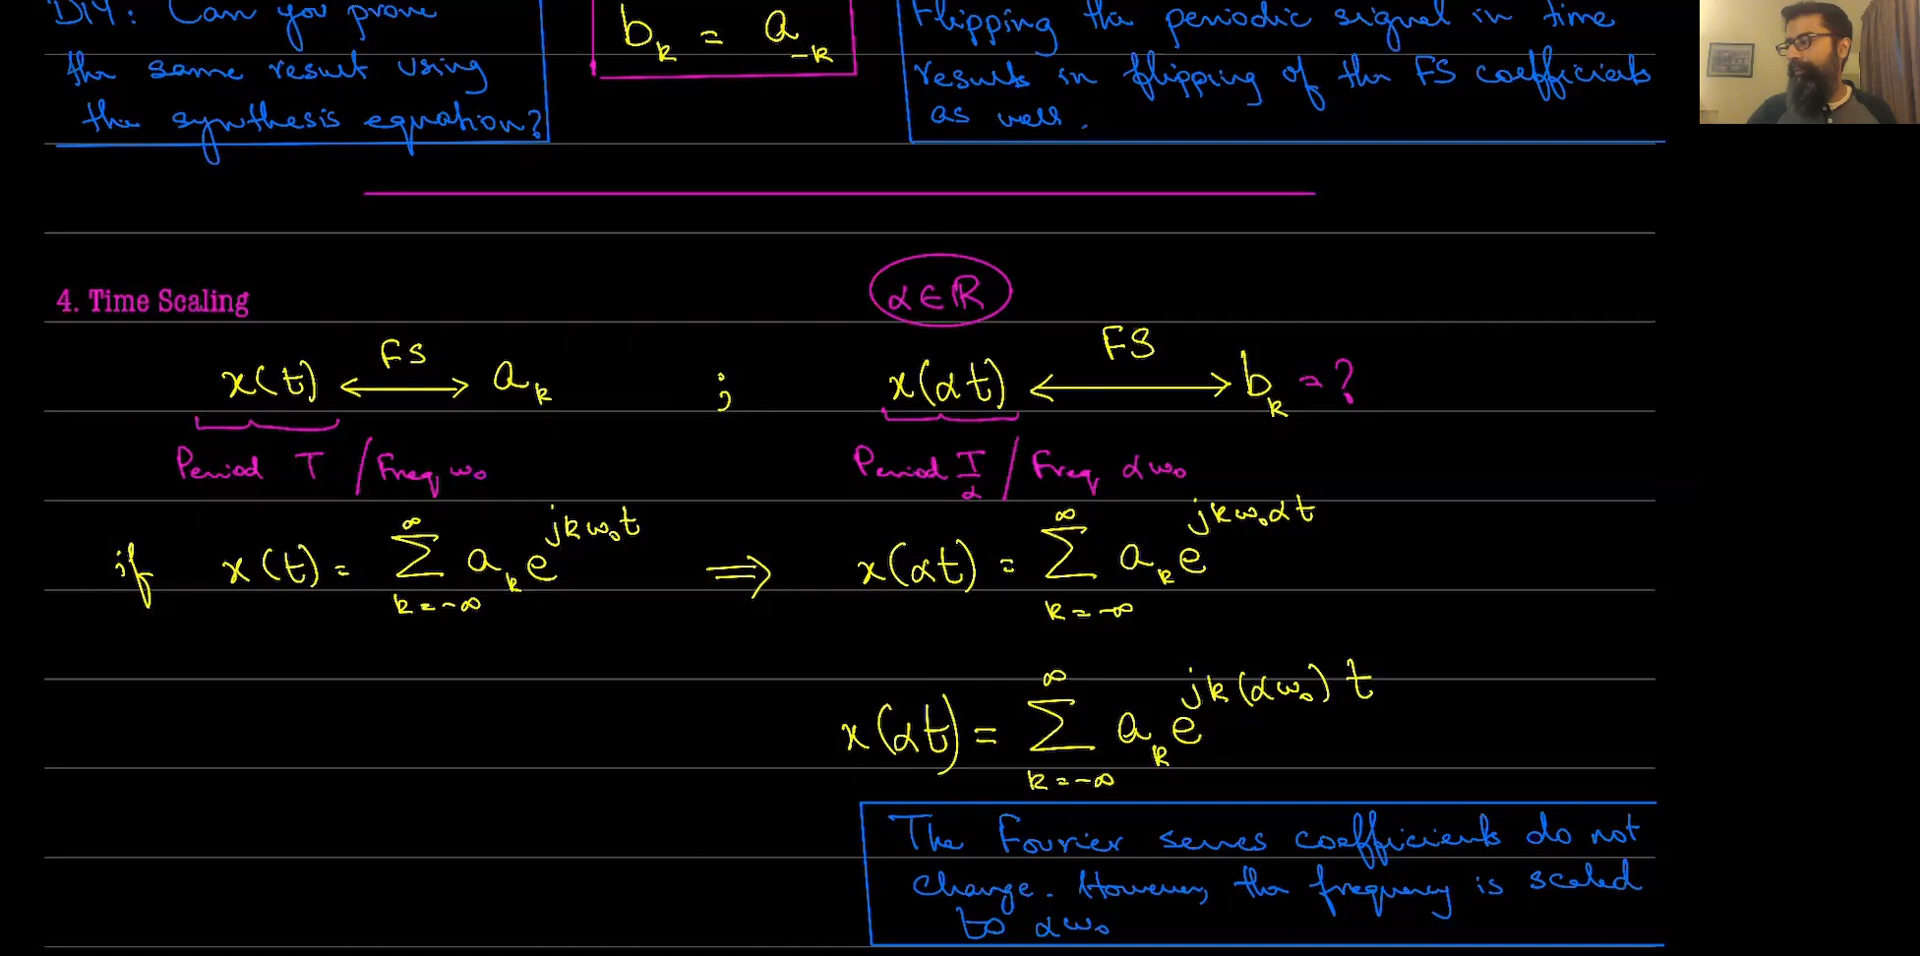 DIY: Can you prove
the same result using
the synthesis equation?
b_k = a_{-k}
Flipping the periodic signal in time
results in flipping of the FS coefficients
as well.
4. Time Scaling
α ∈ ℝ
x(t) ⟷ a_k ; x(αt) ⟷ b_k = ?
FS FS
Period T / Freq ω₀ Period T/α / Freq αω₀
if x(t) = ∑_{k=-∞}^{∞} a_k e^{jkω₀t} ⟹ x(αt) = ∑_{k=-∞}^{∞} a_k e^{jkω₀αt}
x(αt) = ∑_{k=-∞}^{∞} a_k e^{jk(αω₀)t}
The Fourier series coefficients do not
change. However, the frequency is scaled
to αω₀